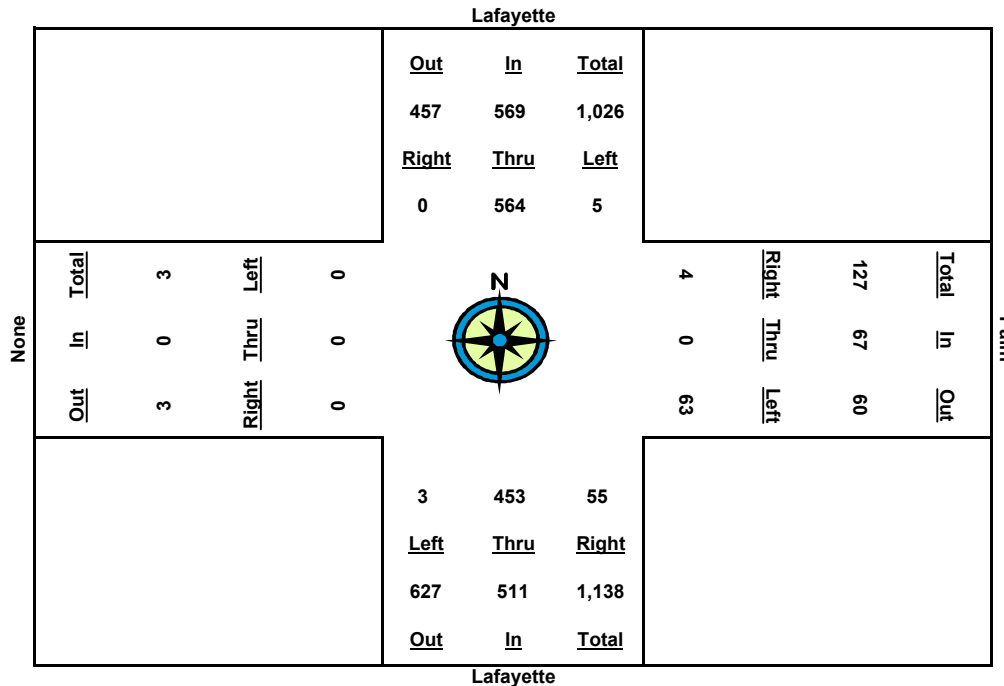 Lafayette
Out In Total
457 569 1,026
Right Thru Left
0 564 5
None
Total 3 Left 0
In 0 Thru 0
Out 3 Right 0
N
4 Right 127 Total
0 Thru 67 In
63 Left 60 Out
3 453 55
Left Thru Right
627 511 1,138
Out In Total
Lafayette